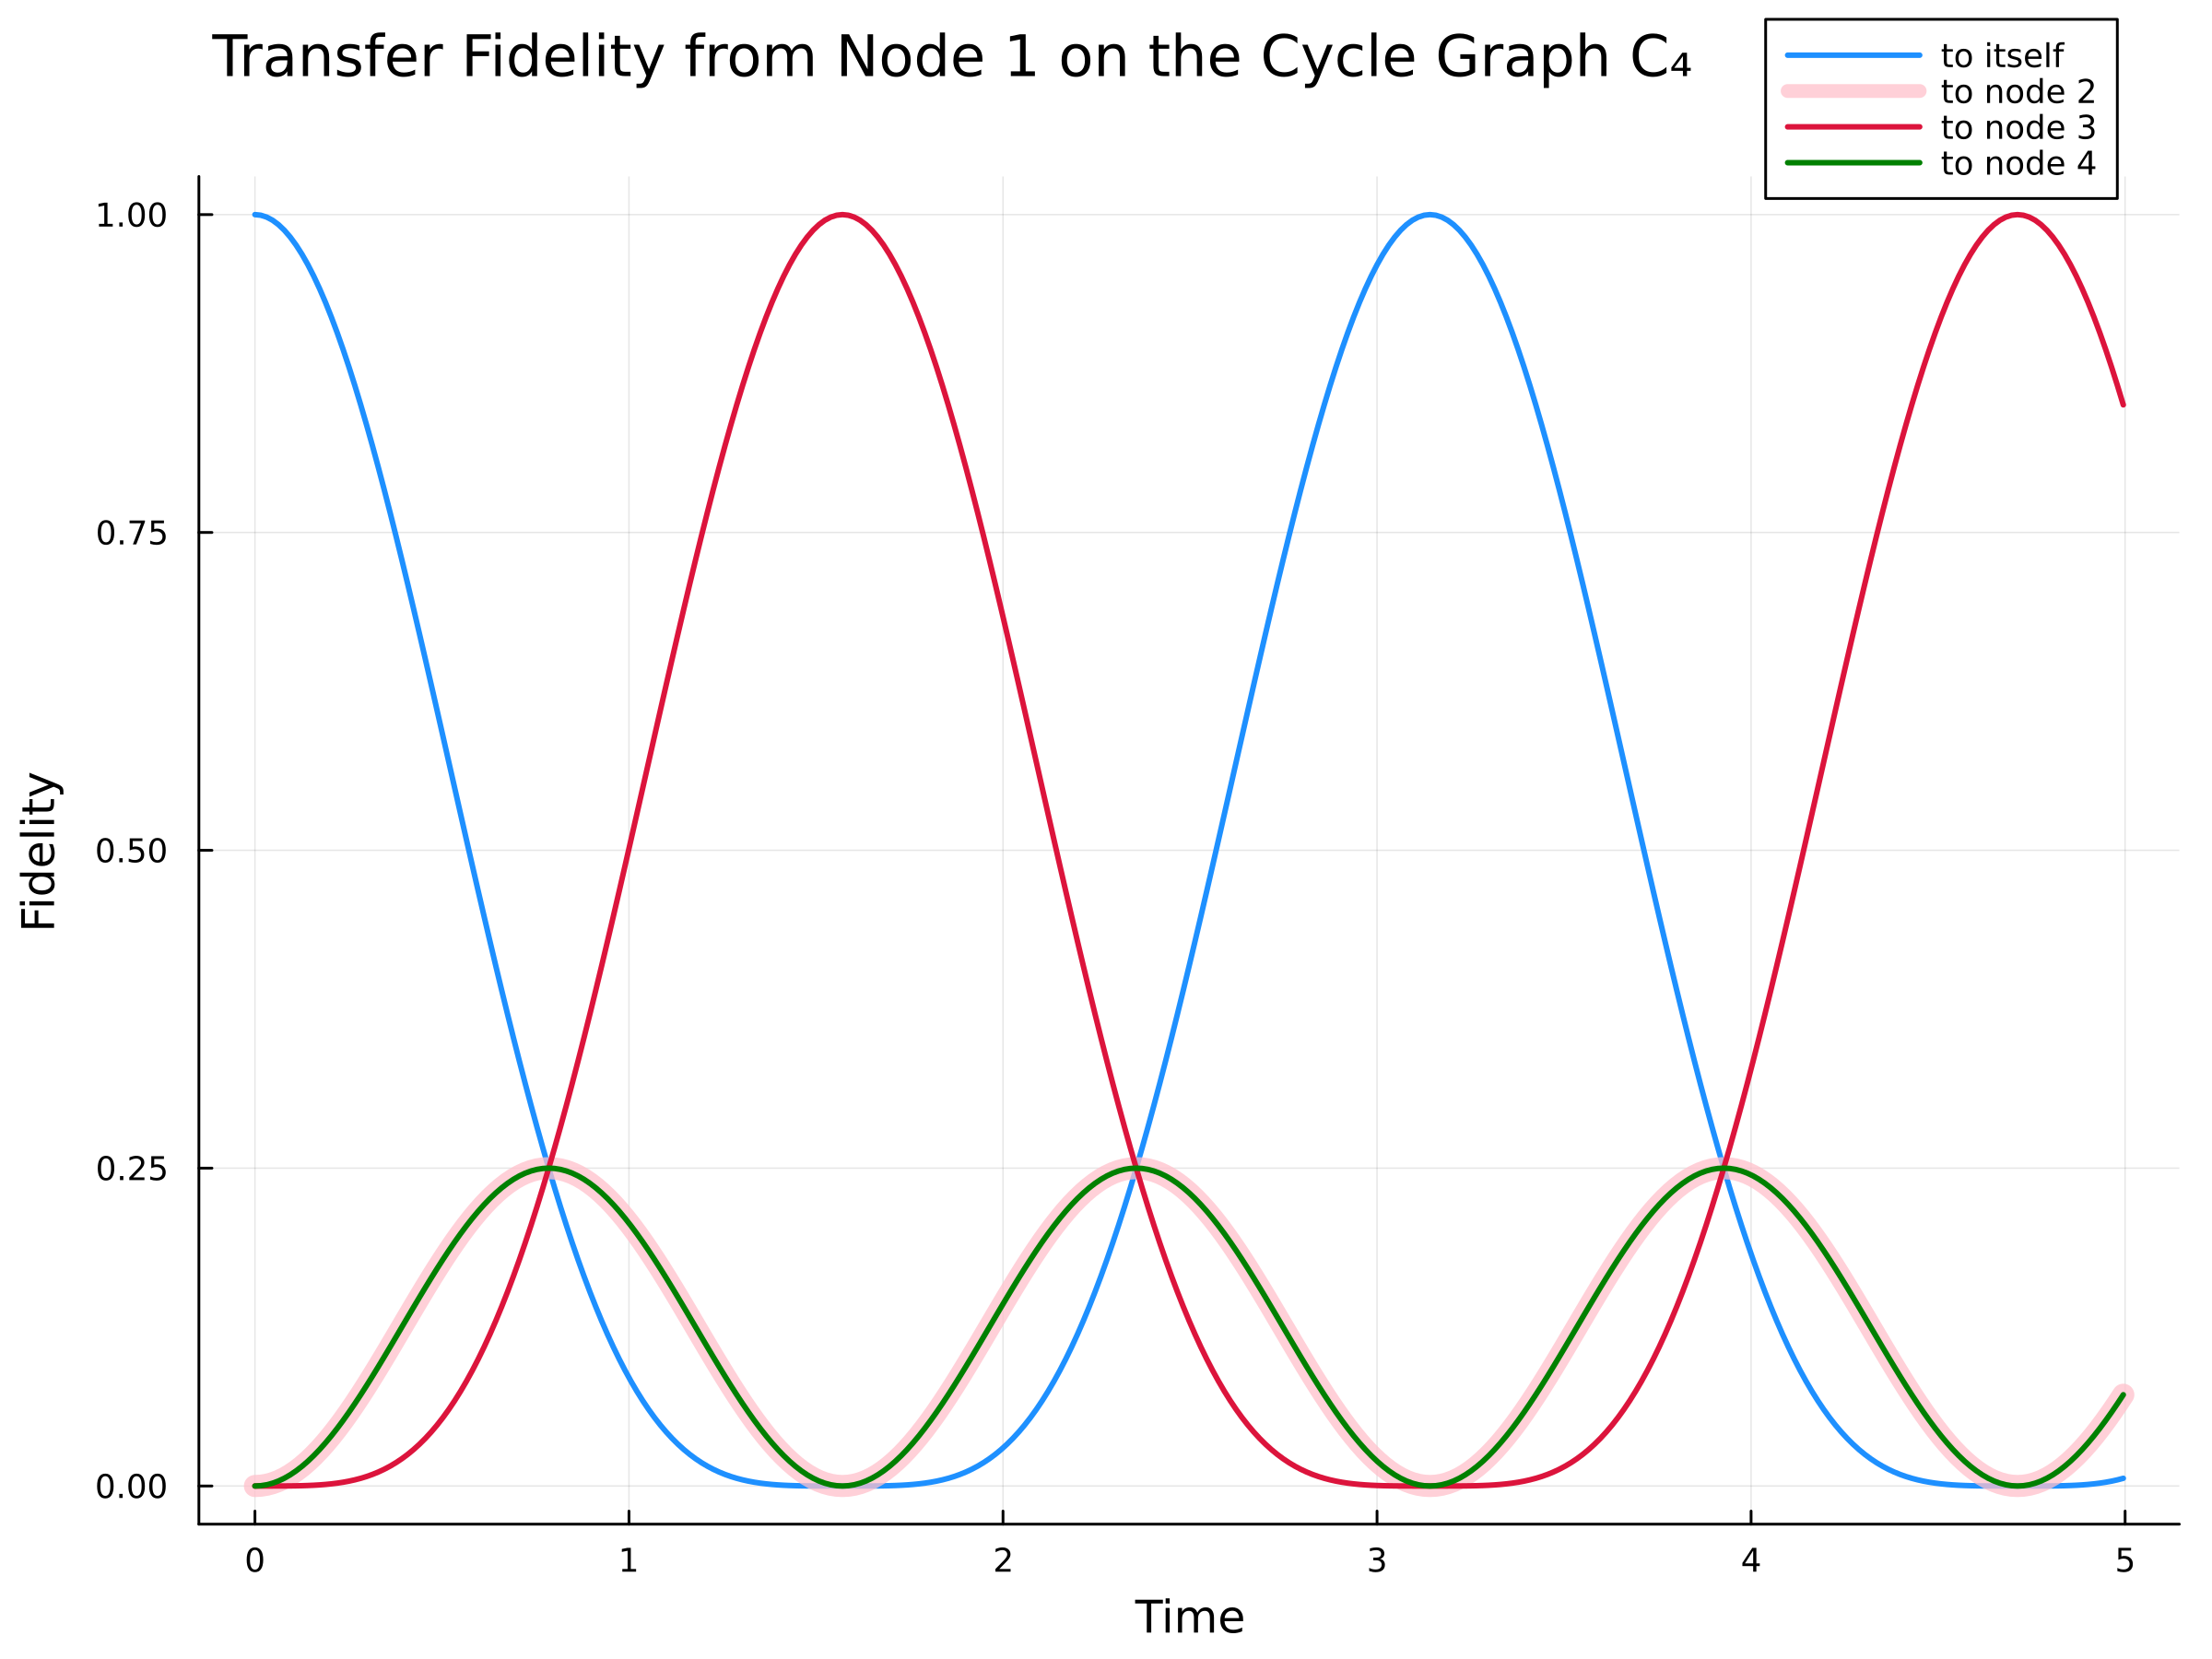 Transfer Fidelity from Node 1 on the Cycle Graph C₄
to itself
to node 2
to node 3
to node 4
1.00
0.75
0.50
0.25
0.00
Fidelity
0 1 2 3 4 5
Time